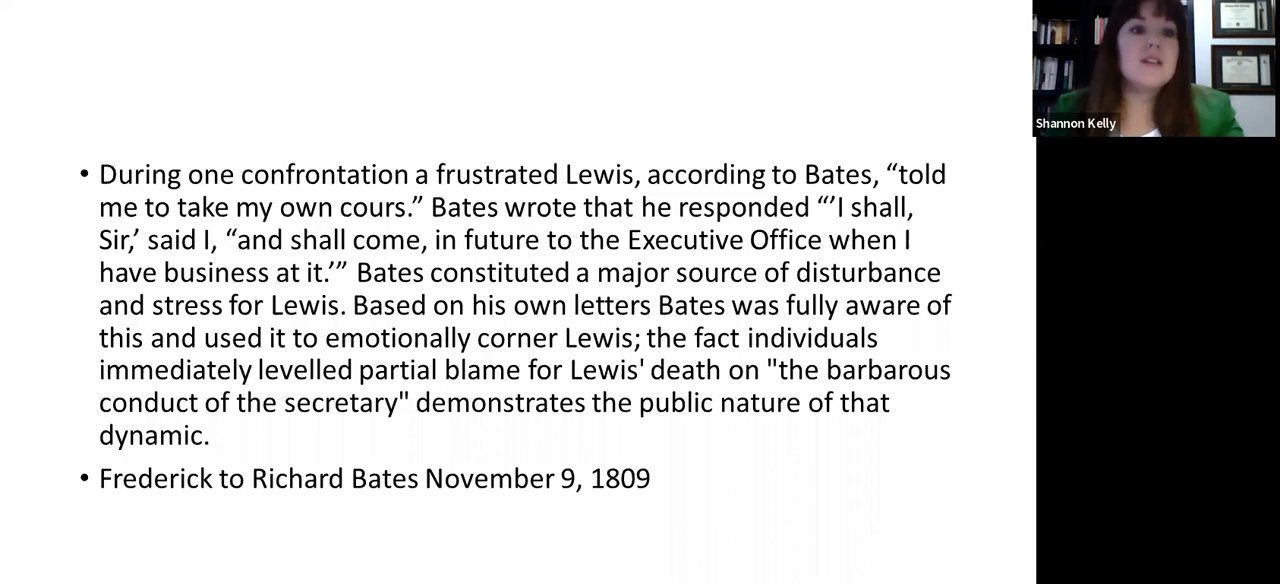 • During one confrontation a frustrated Lewis, according to Bates, “told
me to take my own cours.” Bates wrote that he responded “’I shall,
Sir,’ said I, “and shall come, in future to the Executive Office when I
have business at it.’” Bates constituted a major source of disturbance
and stress for Lewis. Based on his own letters Bates was fully aware of
this and used it to emotionally corner Lewis; the fact individuals
immediately levelled partial blame for Lewis' death on "the barbarous
conduct of the secretary" demonstrates the public nature of that
dynamic.
• Frederick to Richard Bates November 9, 1809
Shannon Kelly